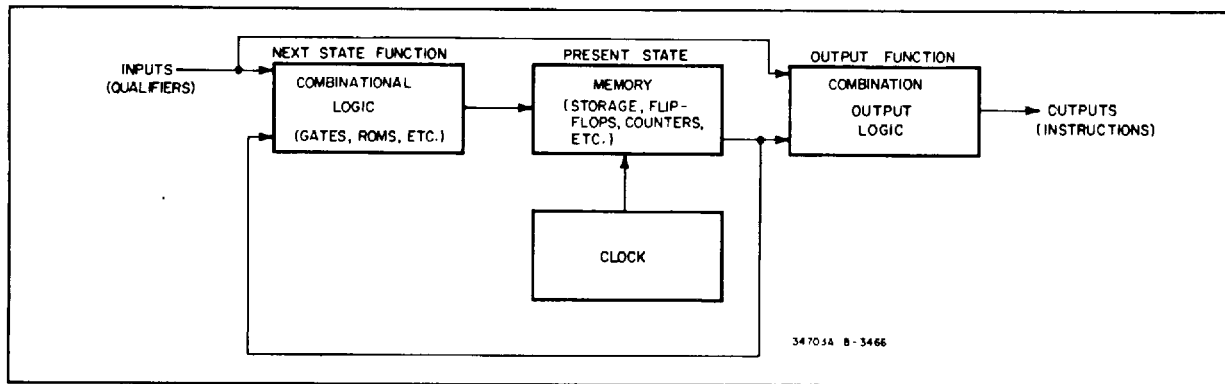 NEXT STATE FUNCTION
PRESENT STATE
OUTPUT FUNCTION
INPUTS
(QUALIFIERS)
COMBINATIONAL
LOGIC
(GATES, ROMS, ETC.)
MEMORY
(STORAGE, FLIP-
FLOPS, COUNTERS,
ETC.)
COMBINATION
OUTPUT
LOGIC
CUTPUTS
(INSTRUCTIONS)
CLOCK
34703A B-3466